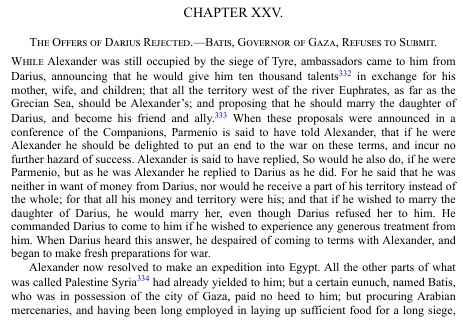 CHAPTER XXV.
The Offers of Darius Rejected.—Batis, Governor of Gaza, Refuses to Submit.
While Alexander was still occupied by the siege of Tyre, ambassadors came to him from
Darius, announcing that he would give him ten thousand talents332 in exchange for his
mother, wife, and children; that all the territory west of the river Euphrates, as far as the
Grecian Sea, should be Alexander's; and proposing that he should marry the daughter of
Darius, and become his friend and ally.333 When these proposals were announced in a
conference of the Companions, Parmenio is said to have told Alexander, that if he were
Alexander he should be delighted to put an end to the war on these terms, and incur no
further hazard of success. Alexander is said to have replied, So would he also do, if he were
Parmenio, but as he was Alexander he replied to Darius as he did. For he said that he was
neither in want of money from Darius, nor would he receive a part of his territory instead of
the whole; for that all his money and territory were his; and that if he wished to marry the
daughter of Darius, he would marry her, even though Darius refused her to him. He
commanded Darius to come to him if he wished to experience any generous treatment from
him. When Darius heard this answer, he despaired of coming to terms with Alexander, and
began to make fresh preparations for war.
Alexander now resolved to make an expedition into Egypt. All the other parts of what
was called Palestine Syria334 had already yielded to him; but a certain eunuch, named Batis,
who was in possession of the city of Gaza, paid no heed to him; but procuring Arabian
mercenaries, and having been long employed in laying up sufficient food for a long siege,